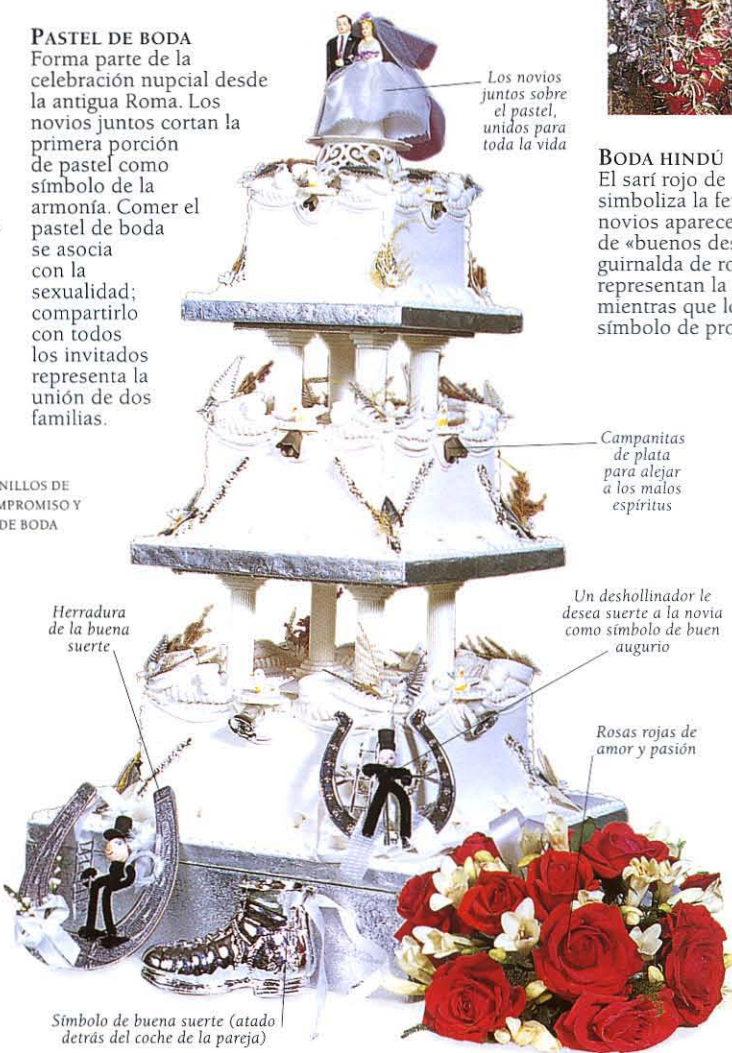 PASTEL DE BODA
Forma parte de la
celebración nupcial desde
la antigua Roma. Los
novios juntos cortan la
primera porción
de pastel como
símbolo de la
armonía. Comer el
pastel de boda
se asocia
con la
sexualidad;
compartirlo
con todos
los invitados
representa la
unión de dos
familias.
Los novios
juntos sobre
el pastel,
unidos para
toda la vida
BODA HINDÚ
El sarí rojo de
simboliza la fe
novios aparece
de «buenos des
guirnalda de ro
representan la
mientras que l
símbolo de pro
Campanitas
de plata
para alejar
a los malos
espíritus
NILLOS DE
MPROMISO Y
DE BODA
Herradura
de la buena
suerte
Un deshollinador le
desea suerte a la novia
como símbolo de buen
augurio
Rosas rojas de
amor y pasión
Símbolo de buena suerte (atado
detrás del coche de la pareja)